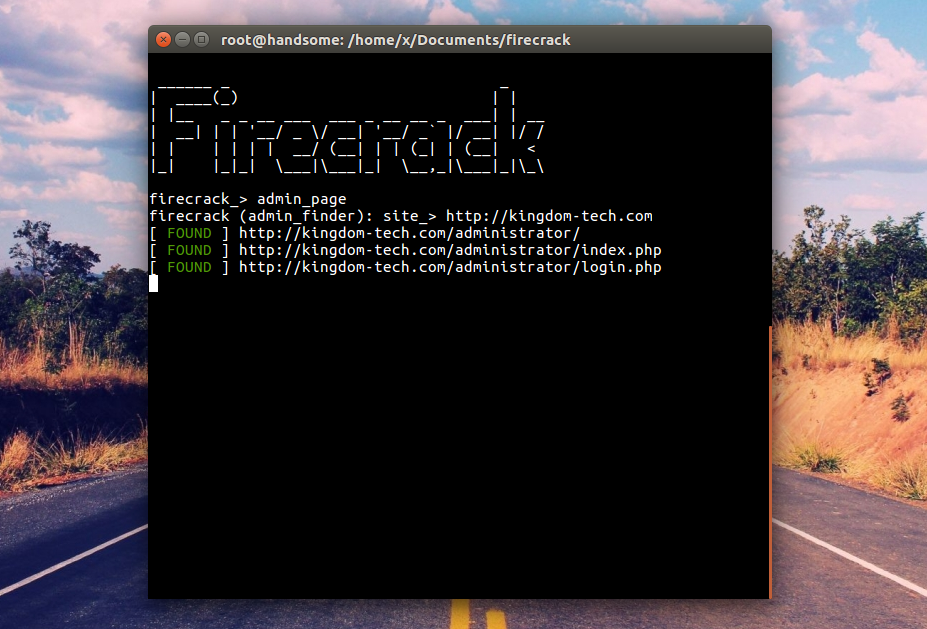 root@handsome: /home/x/Documents/firecrack
Firecrack
firecrack_> admin_page
firecrack (admin_finder): site_> http://kingdom-tech.com
[ FOUND ] http://kingdom-tech.com/administrator/
[ FOUND ] http://kingdom-tech.com/administrator/index.php
[ FOUND ] http://kingdom-tech.com/administrator/login.php